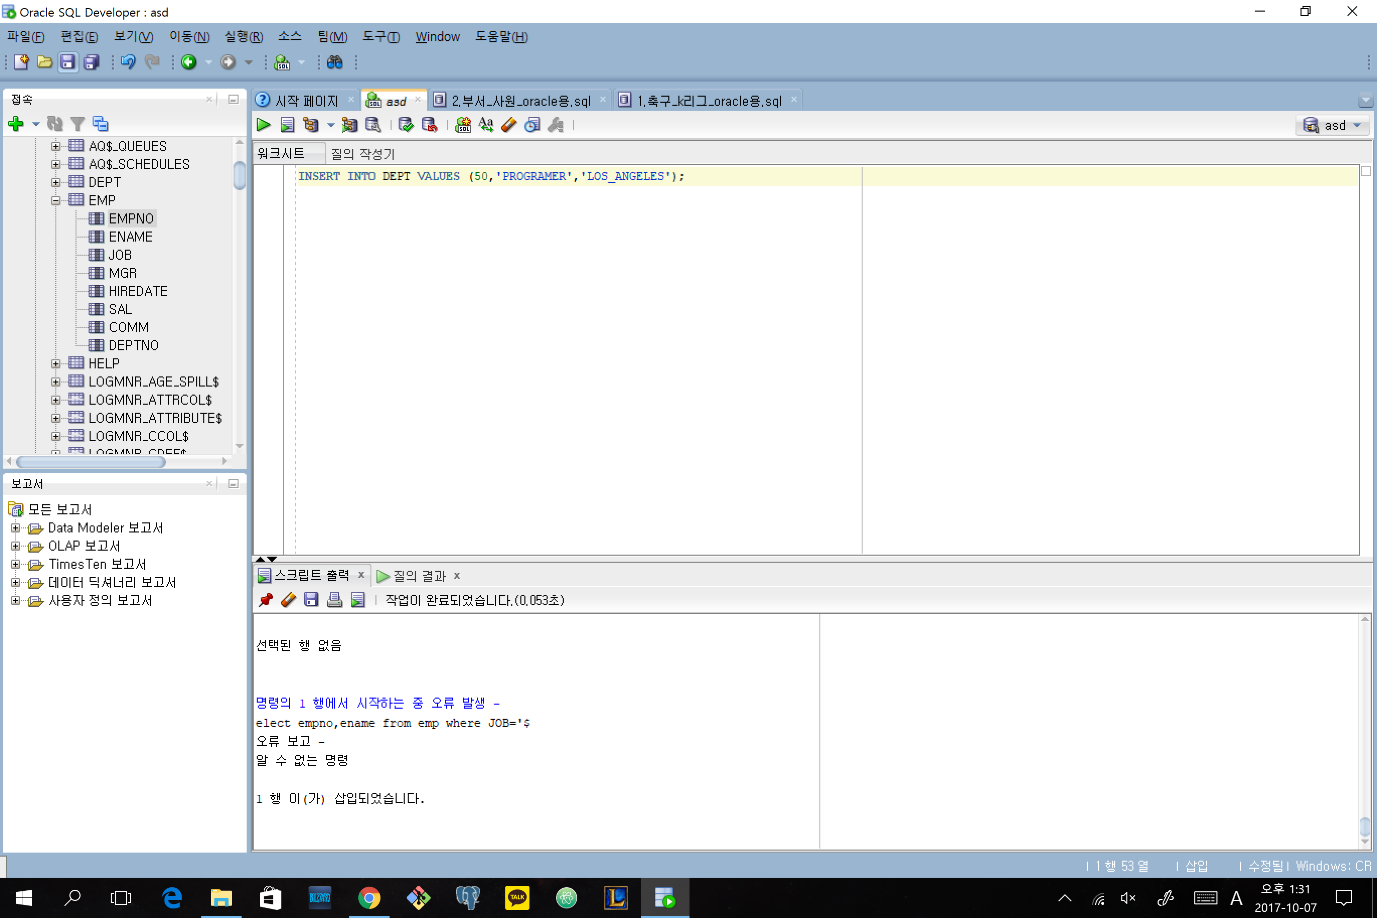 Oracle SQL Developer : asd
파일(F) 편집(E) 보기(V) 이동(N) 실행(R) 소스 팀(M) 도구(T) Window 도움말(H)
접속
AQ$_QUEUES
AQ$_SCHEDULES
DEPT
EMP
EMPNO
ENAME
JOB
MGR
HIREDATE
SAL
COMM
DEPTNO
HELP
LOGMNR_AGE_SPILL$
LOGMNR_ATTRCOL$
LOGMNR_ATTRIBUTE$
LOGMNR_CCOL$
LOGMNR_CDEF$
보고서
모든 보고서
Data Modeler 보고서
OLAP 보고서
TimesTen 보고서
데이터 딕셔너리 보고서
사용자 정의 보고서
시작 페이지 asd 2.부서_사원_oracle용.sql 1.축구_k리그_oracle용.sql
asd
워크시트 질의 작성기
INSERT INTO DEPT VALUES (50,'PROGRAMER','LOS_ANGELES');
스크립트 출력 질의 결과
작업이 완료되었습니다.(0,053초)
선택된 행 없음
명령의 1 행에서 시작하는 중 오류 발생 -
elect empno,ename from emp where JOB='$
오류 보고 -
알 수 없는 명령
1 행 이(가) 삽입되었습니다.
1 행 53 열 삽입 수정됨 Windows: CR
BLIZZARD
TALK
L
A
오후 1:31
2017-10-07